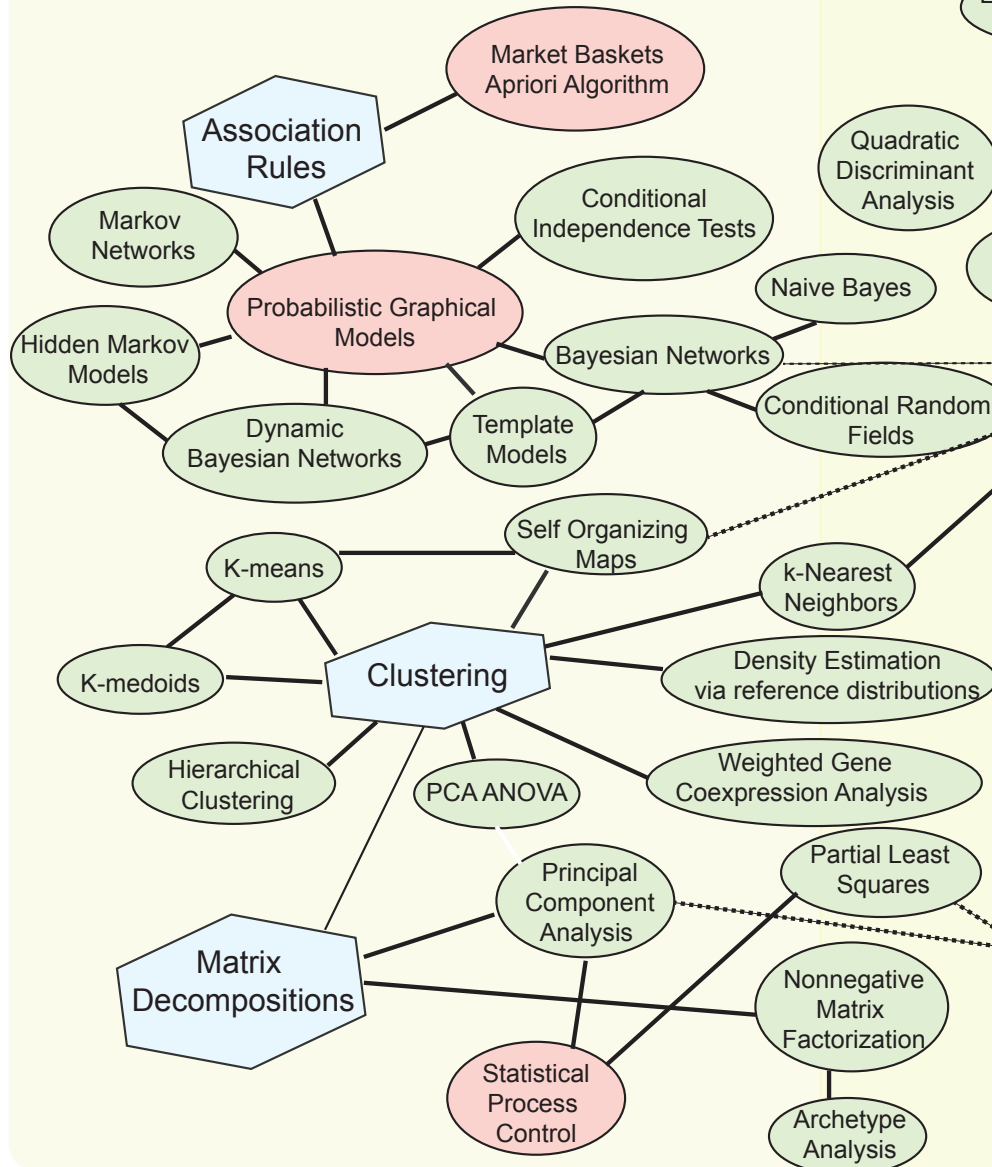 Market Baskets
Apriori Algorithm
Association
Rules
Quadratic
Discriminant
Analysis
Conditional
Independence Tests
Markov
Networks
Naive Bayes
Probabilistic Graphical
Models
Hidden Markov
Models
Bayesian Networks
Conditional Random
Fields
Dynamic
Bayesian Networks
Template
Models
Self Organizing
Maps
K-means
k-Nearest
Neighbors
Clustering
K-medoids
Density Estimation
via reference distributions
Hierarchical
Clustering
PCA ANOVA
Weighted Gene
Coexpression Analysis
Partial Least
Squares
Principal
Component
Analysis
Matrix
Decompositions
Nonnegative
Matrix
Factorization
Statistical
Process
Control
Archetype
Analysis